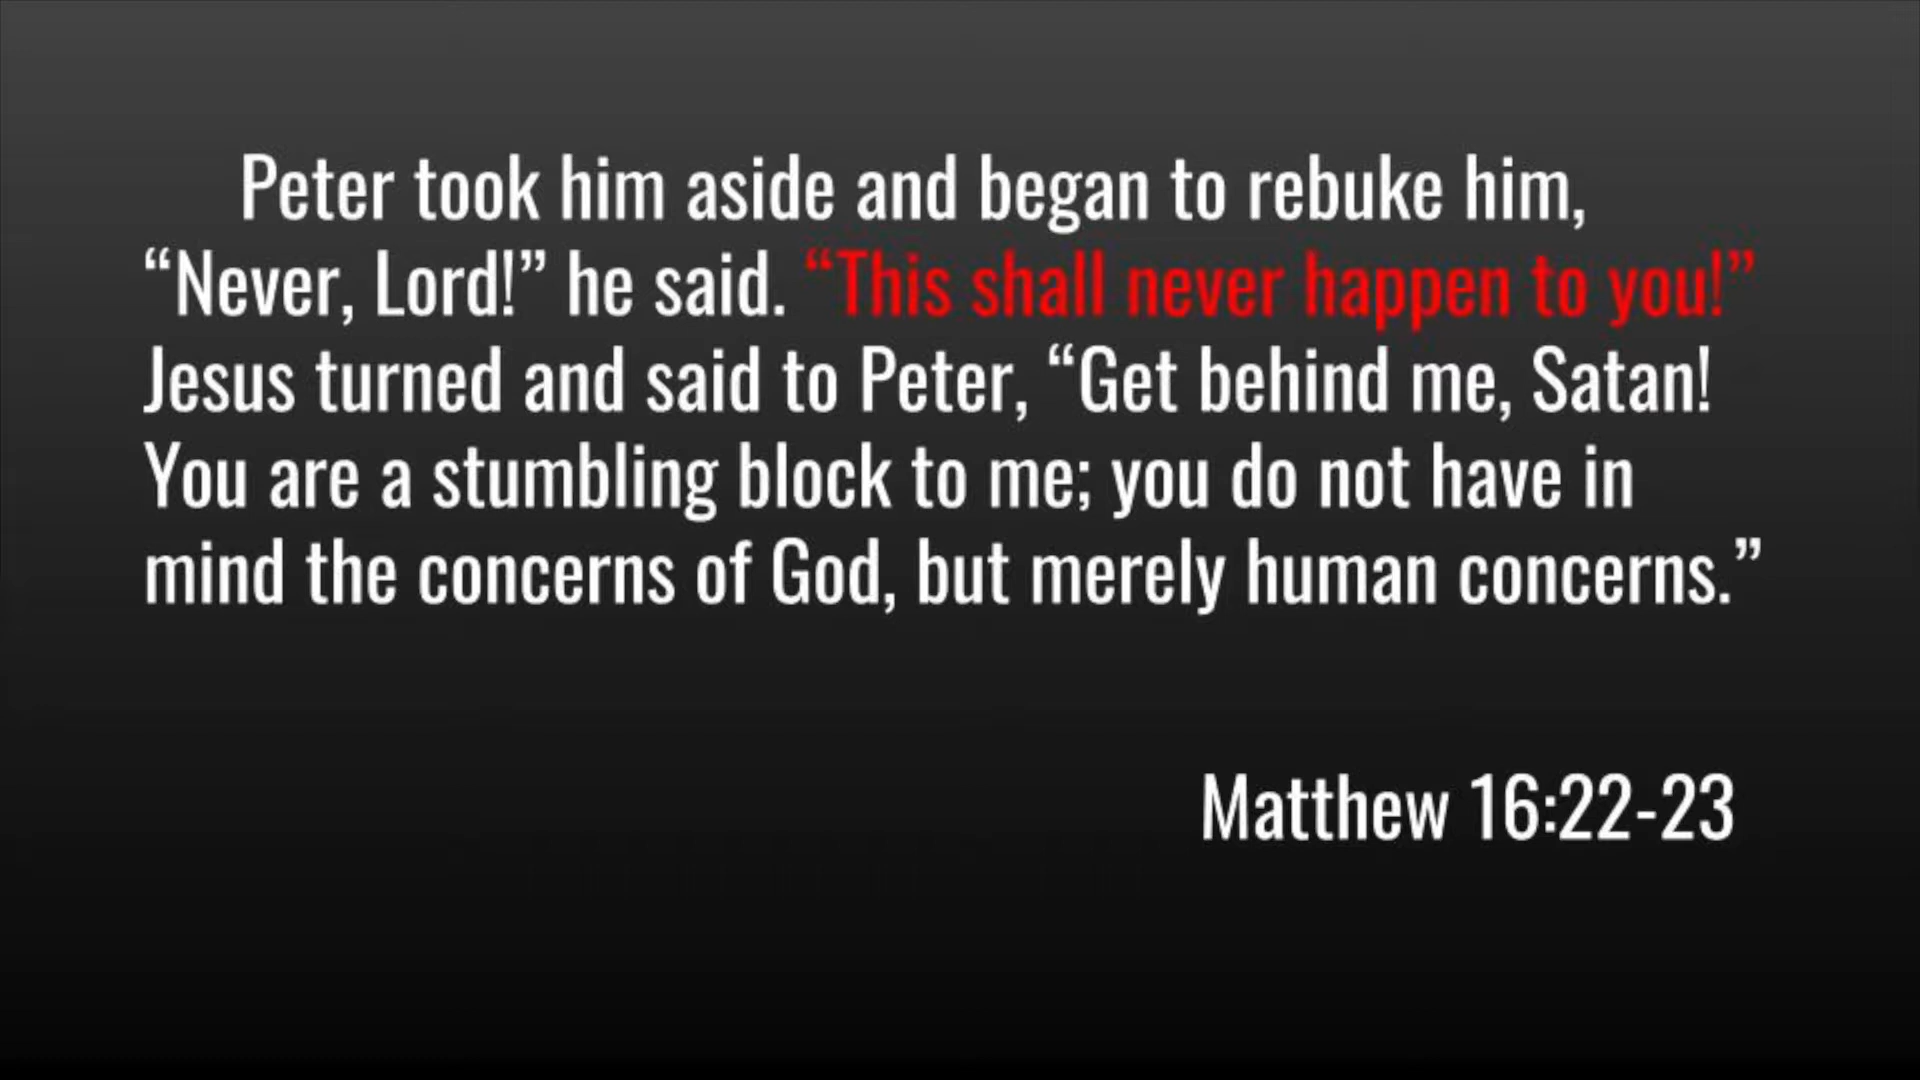 Peter took him aside and began to rebuke him,
“Never, Lord!” he said. “This shall never happen to you!”
Jesus turned and said to Peter, “Get behind me, Satan!
You are a stumbling block to me; you do not have in
mind the concerns of God, but merely human concerns.”
Matthew 16:22-23